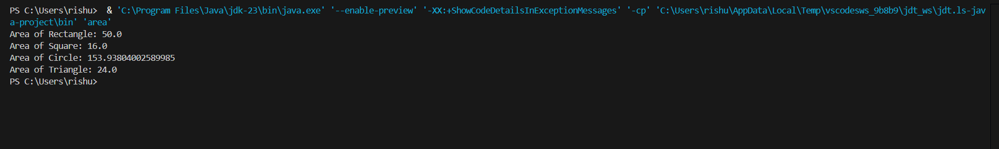 PS C:\Users\rishu>  & 'C:\Program Files\Java\jdk-23\bin\java.exe' '--enable-preview' '-XX:+ShowCodeDetailsInExceptionMessages' '-cp' 'C:\Users\rishu\AppData\Local\Temp\vscodesws_9b8b9\jdt_ws\jdt.ls-jav
a-project\bin' 'area'
Area of Rectangle: 50.0
Area of Square: 16.0
Area of Circle: 153.93804002589985
Area of Triangle: 24.0
PS C:\Users\rishu>